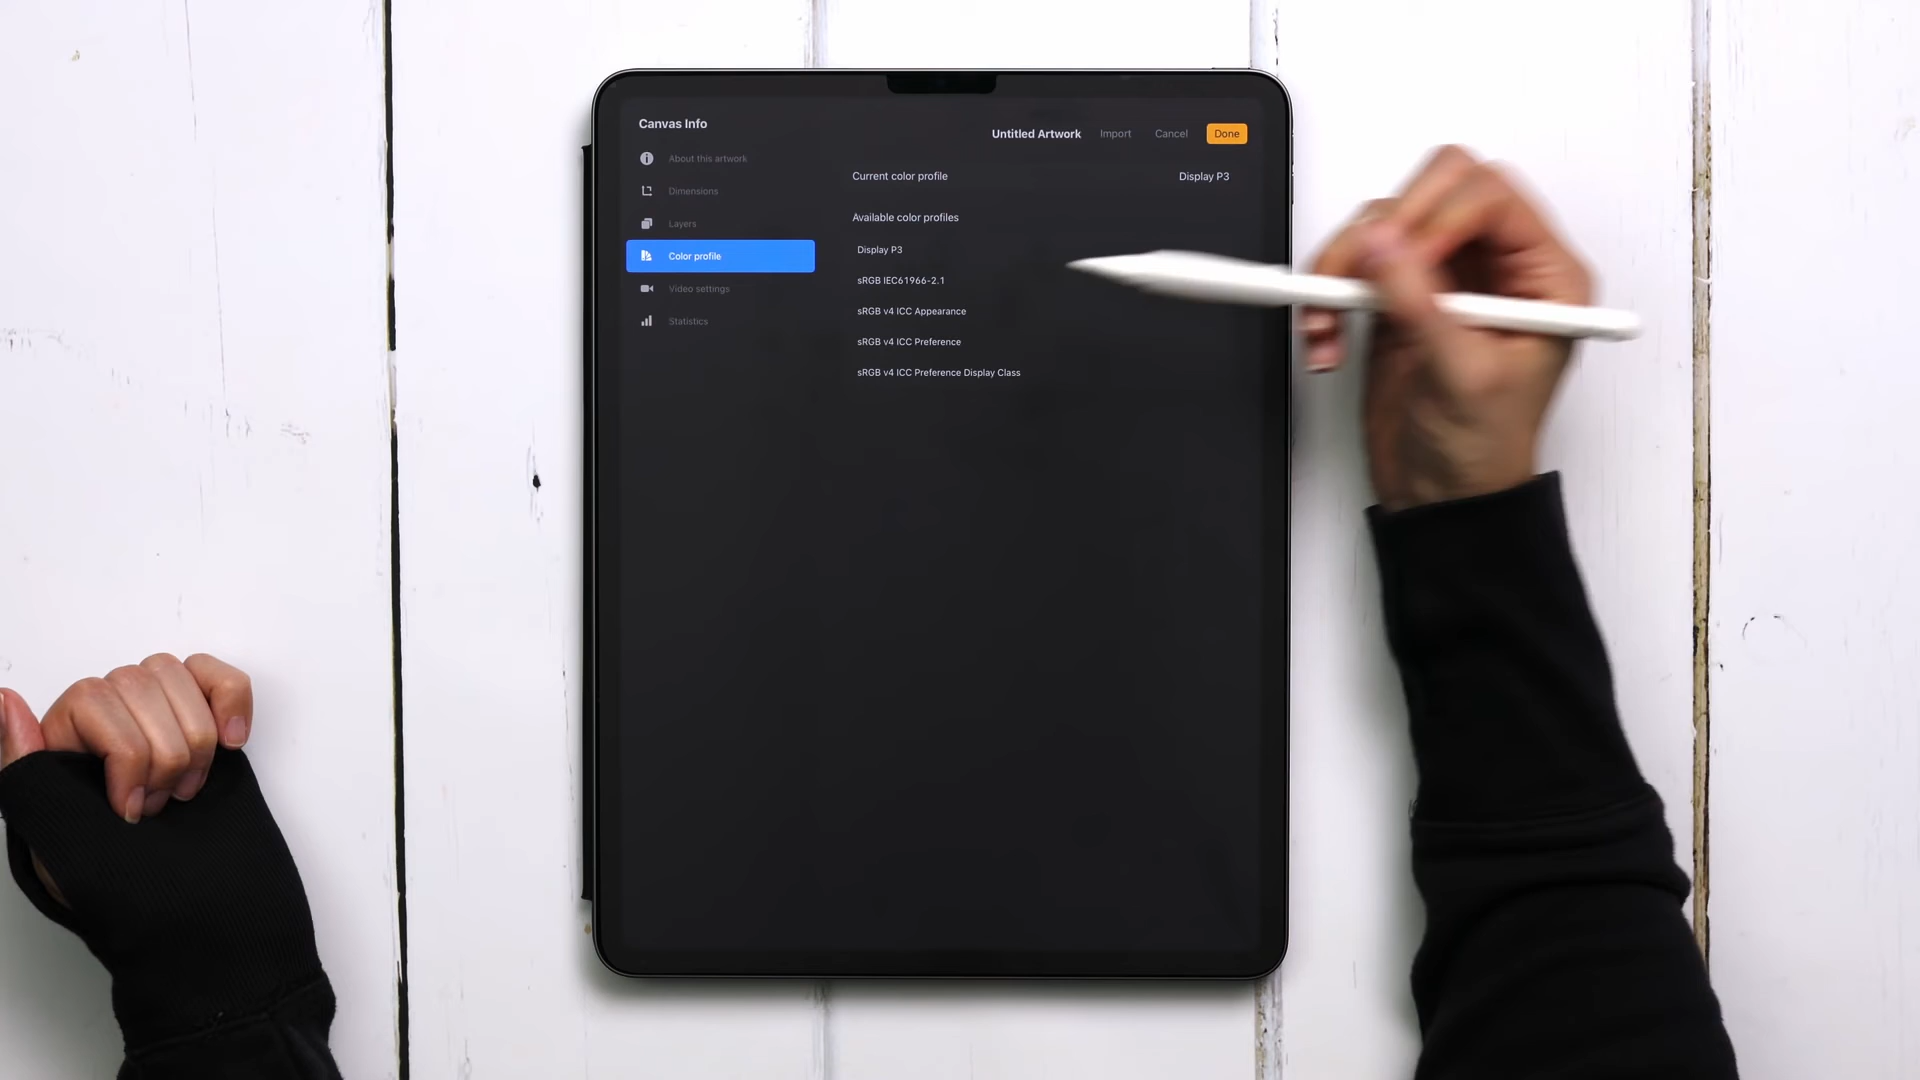 Canvas Info
Untitled Artwork
Import
Cancel
Done
About this artwork
Dimensions
Layers
Color profile
Video settings
Statistics
Current color profile
Display P3
Available color profiles
Display P3
sRGB IEC61966-2.1
sRGB v4 ICC Appearance
sRGB v4 ICC Preference
sRGB v4 ICC Preference Display Class